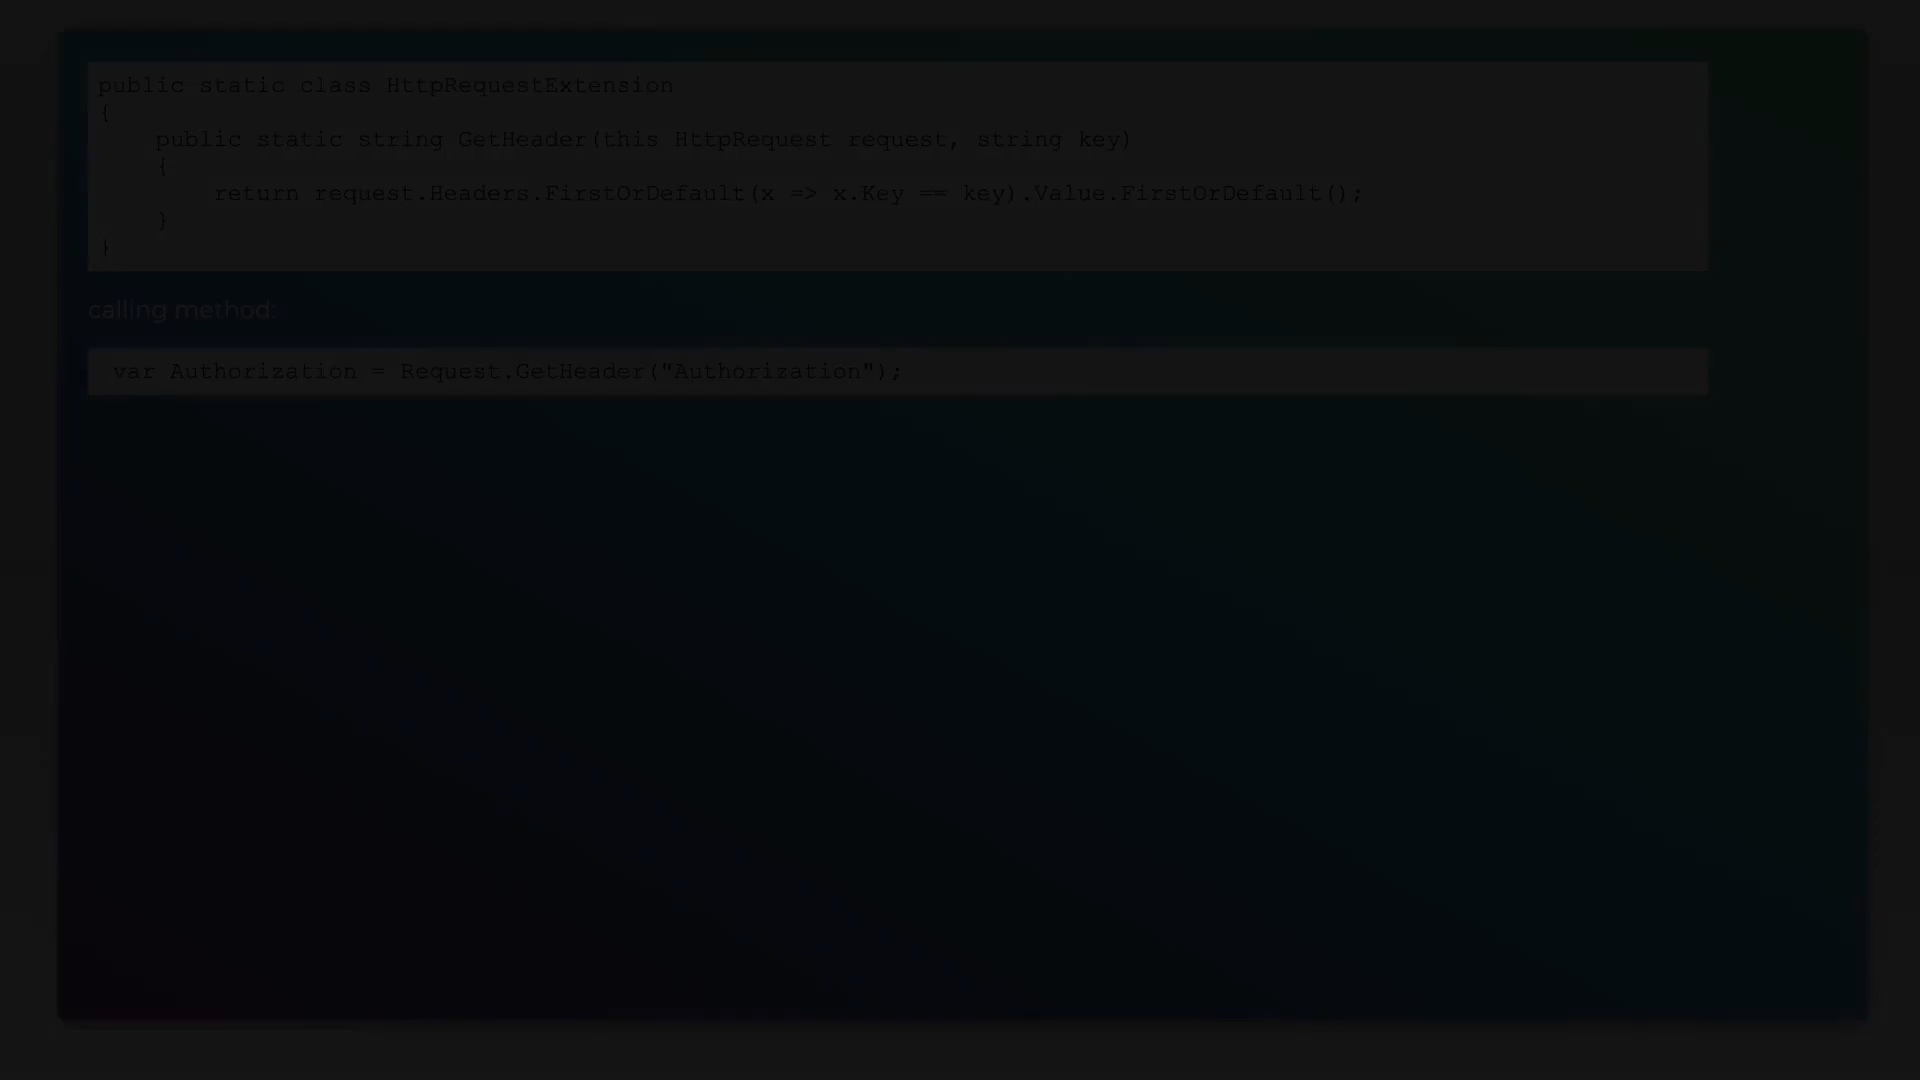 public static class HttpRequestExtension
{
    public static string GetHeader(this HttpRequest request, string key)
    {
        return request.Headers.FirstOrDefault(x => x.Key == key).Value.FirstOrDefault();
    }
}
calling method:
var Authorization = Request.GetHeader("Authorization");